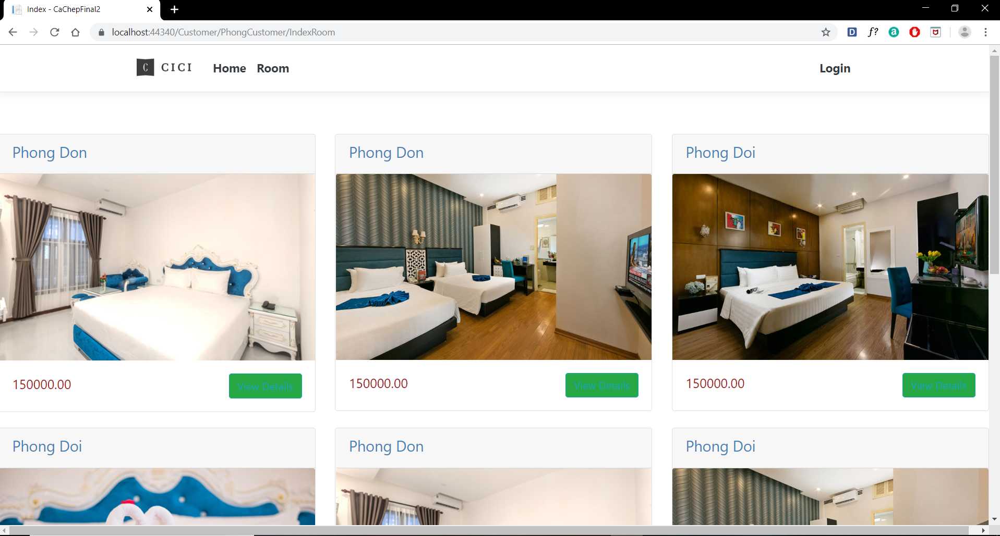 Index - CaChepFinal2
localhost:44340/Customer/PhongCustomer/IndexRoom
D
f?
a
C
CICI
Home
Room
Login
Phong Don
Phong Don
Phong Doi
150000.00
View Details
150000.00
View Details
150000.00
View Details
Phong Doi
Phong Don
Phong Doi